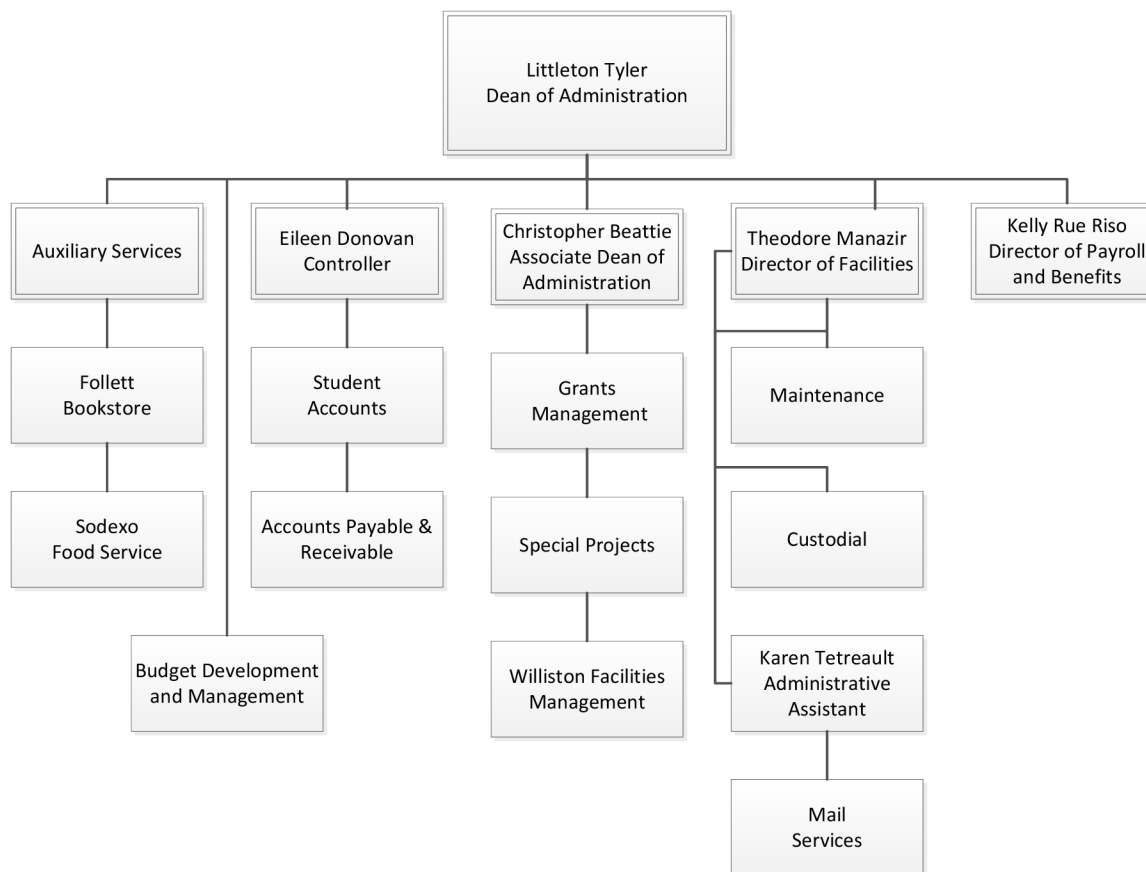 Littleton Tyler
Dean of Administration
Auxiliary Services
Eileen Donovan
Controller
Christopher Beattie
Associate Dean of
Administration
Theodore Manazir
Director of Facilities
Kelly Rue Riso
Director of Payroll
and Benefits
Follett
Bookstore
Student
Accounts
Grants
Management
Maintenance
Sodexo
Food Service
Accounts Payable &
Receivable
Special Projects
Custodial
Budget Development
and Management
Williston Facilities
Management
Karen Tetreault
Administrative
Assistant
Mail
Services